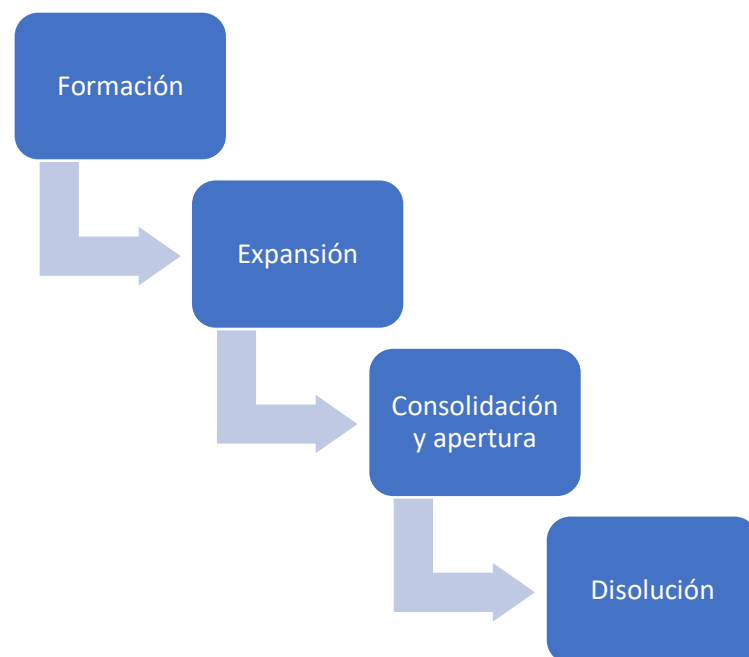 Formación
Expansión
Consolidación
y apertura
Disolución